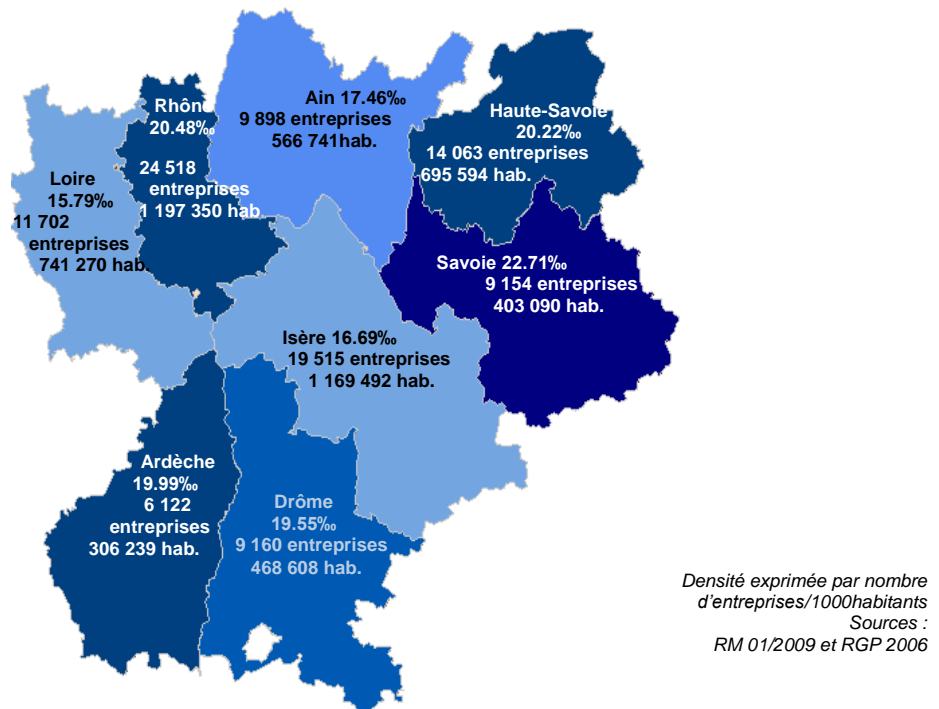 Ain 17.46‰
9 898 entreprises
566 741hab.
Rhône
20.48‰
24 518
entreprises
1 197 350 hab.
Haute-Savoie
20.22‰
14 063 entreprises
695 594 hab.
Loire
15.79‰
11 702
entreprises
741 270 hab.
Savoie 22.71‰
9 154 entreprises
403 090 hab.
Isère 16.69‰
19 515 entreprises
1 169 492 hab.
Ardèche
19.99‰
6 122
entreprises
306 239 hab.
Drôme
19.55‰
9 160 entreprises
468 608 hab.
Densité exprimée par nombre
d’entreprises/1000habitants
Sources :
RM 01/2009 et RGP 2006